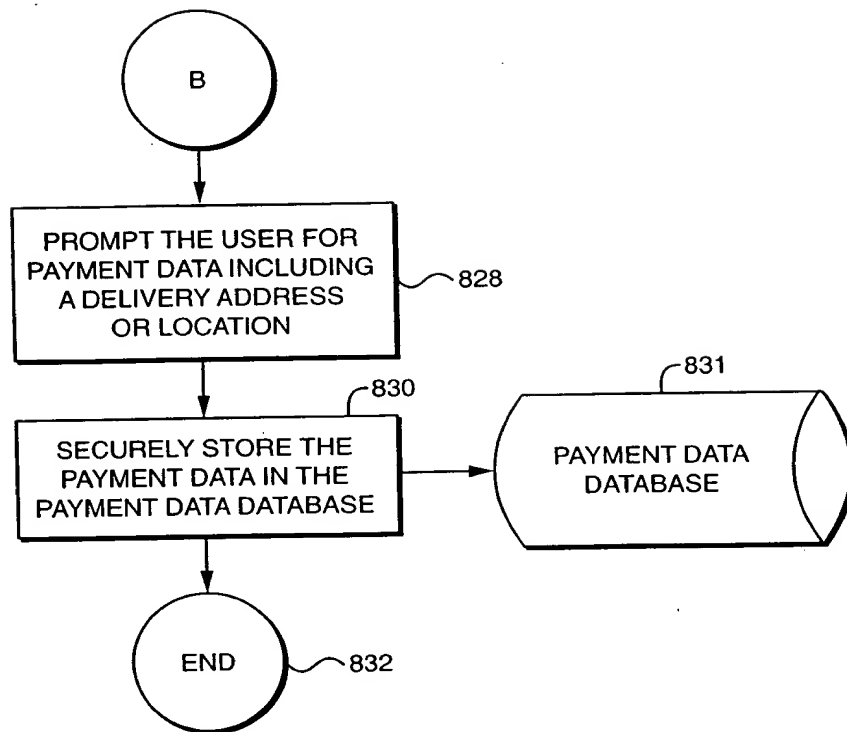 B
PROMPT THE USER FOR
PAYMENT DATA INCLUDING
A DELIVERY ADDRESS
OR LOCATION
828
830
SECURELY STORE THE
PAYMENT DATA IN THE
PAYMENT DATA DATABASE
831
PAYMENT DATA
DATABASE
END
832